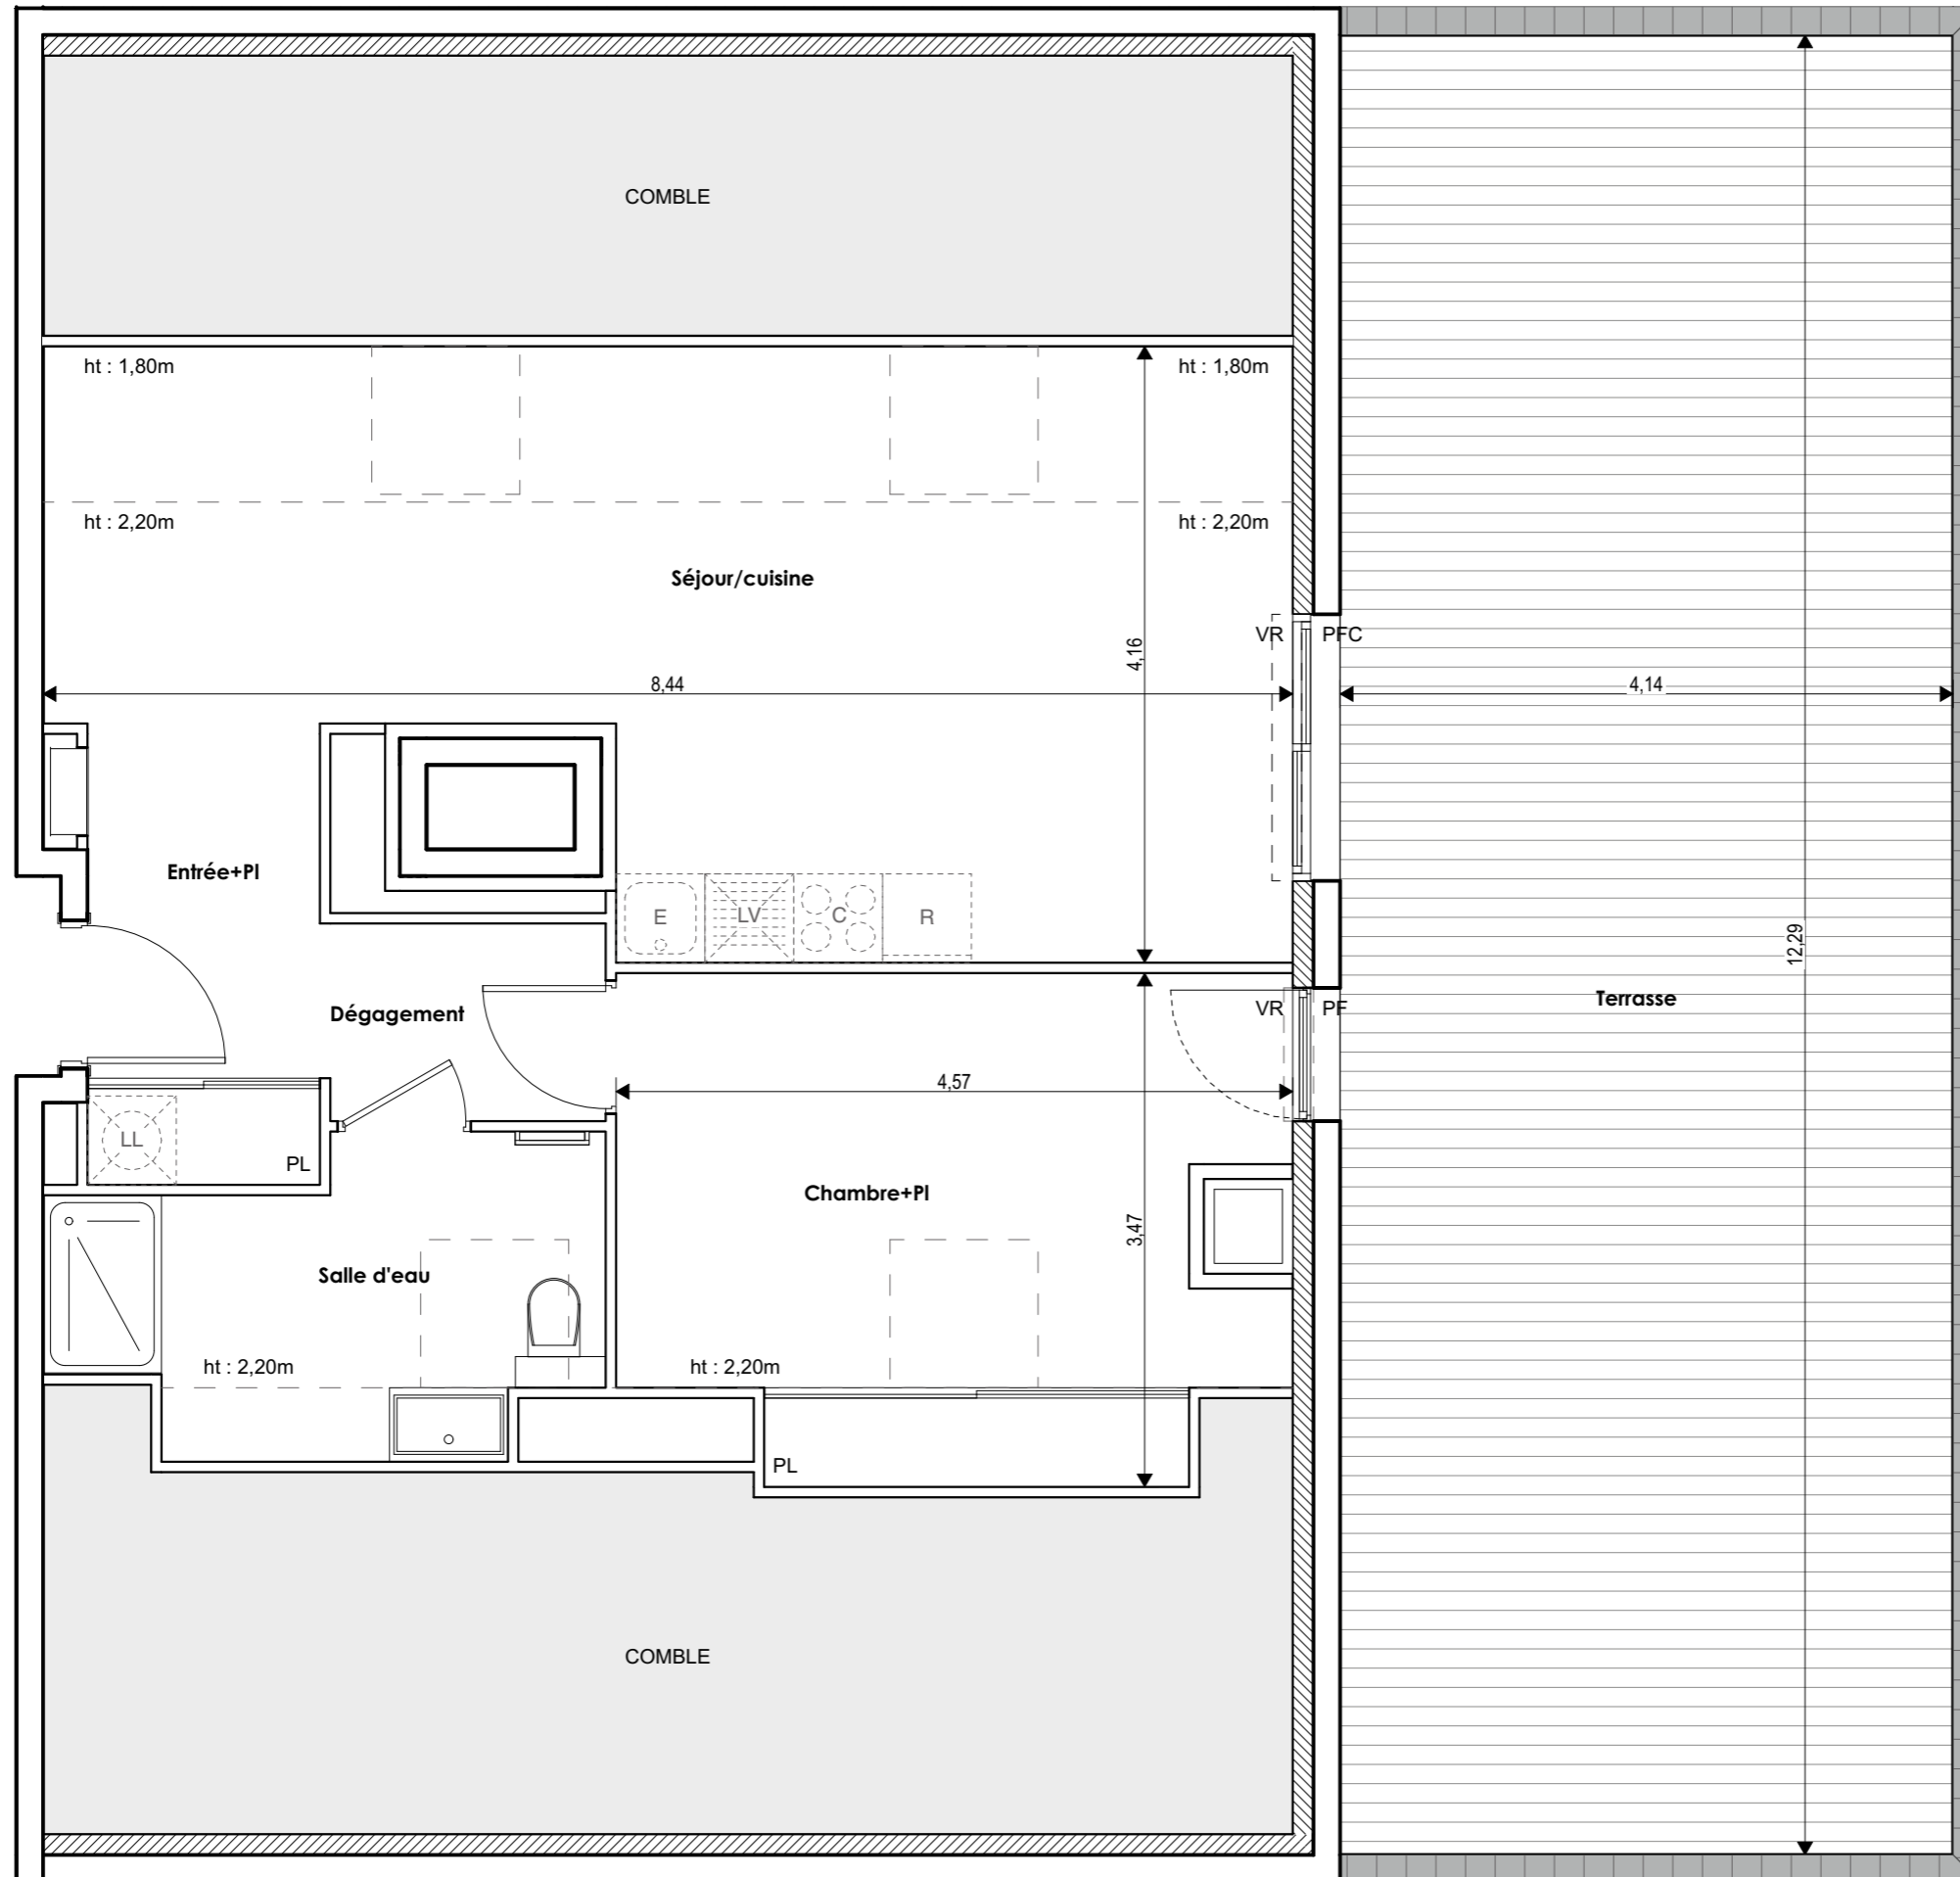 COMBLE
ht : 1,80m
ht : 1,80m
ht : 2,20m
ht : 2,20m
Séjour/cuisine
VR
PFC
4,16
8,44
4,14
Entrée+Pl
E
LV
C
R
12,29
Terrasse
VR
PF
Dégagement
4,57
LL
PL
Chambre+Pl
3,47
Salle d'eau
ht : 2,20m
ht : 2,20m
PL
COMBLE